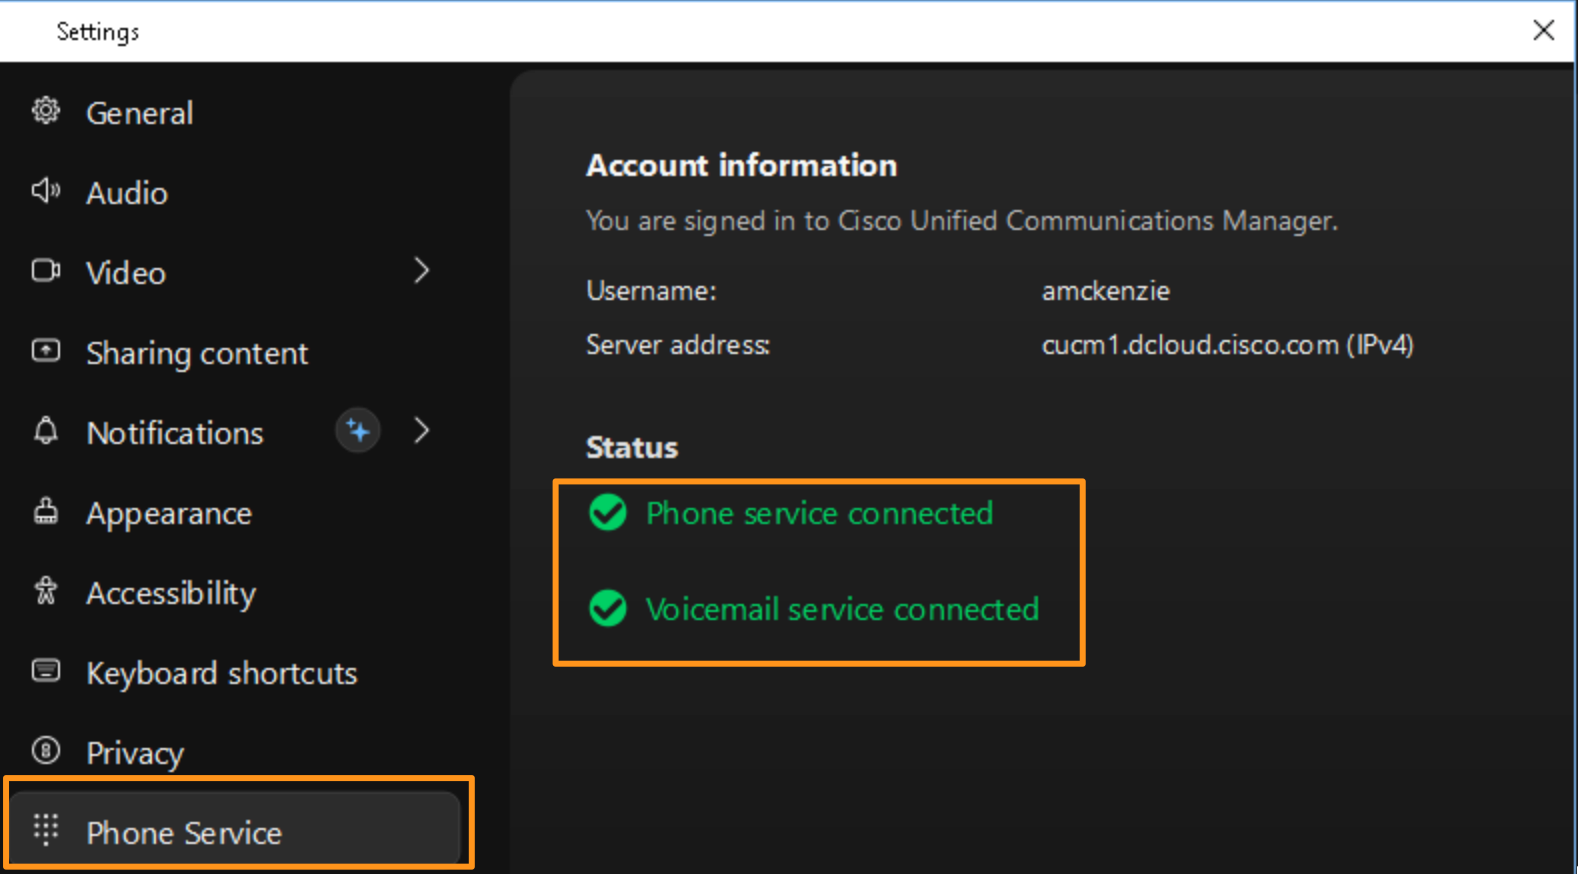 Settings
General
Audio
Video
Sharing content
Notifications
Appearance
Accessibility
Keyboard shortcuts
Privacy
Phone Service
Account information
You are signed in to Cisco Unified Communications Manager.
Username: amckenzie
Server address: cucm1.dcloud.cisco.com (IPv4)
Status
Phone service connected
Voicemail service connected